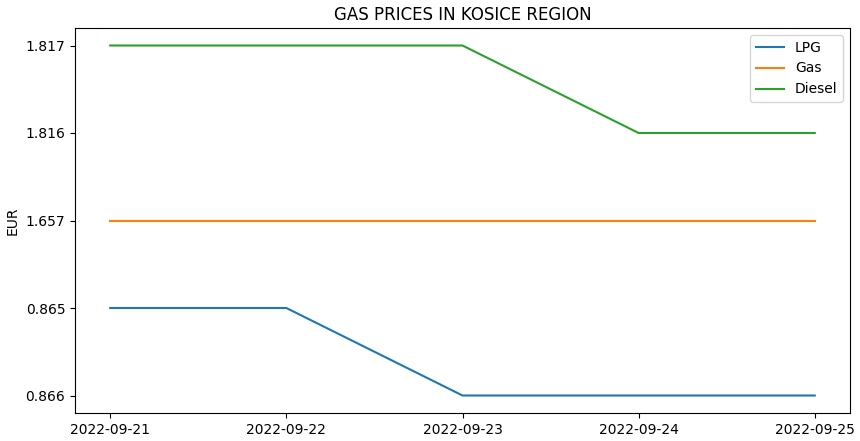 GAS PRICES IN KOSICE REGION
LPG
Gas
Diesel
EUR
1.817
1.816
1.657
0.865
0.866
2022-09-21
2022-09-22
2022-09-23
2022-09-24
2022-09-25